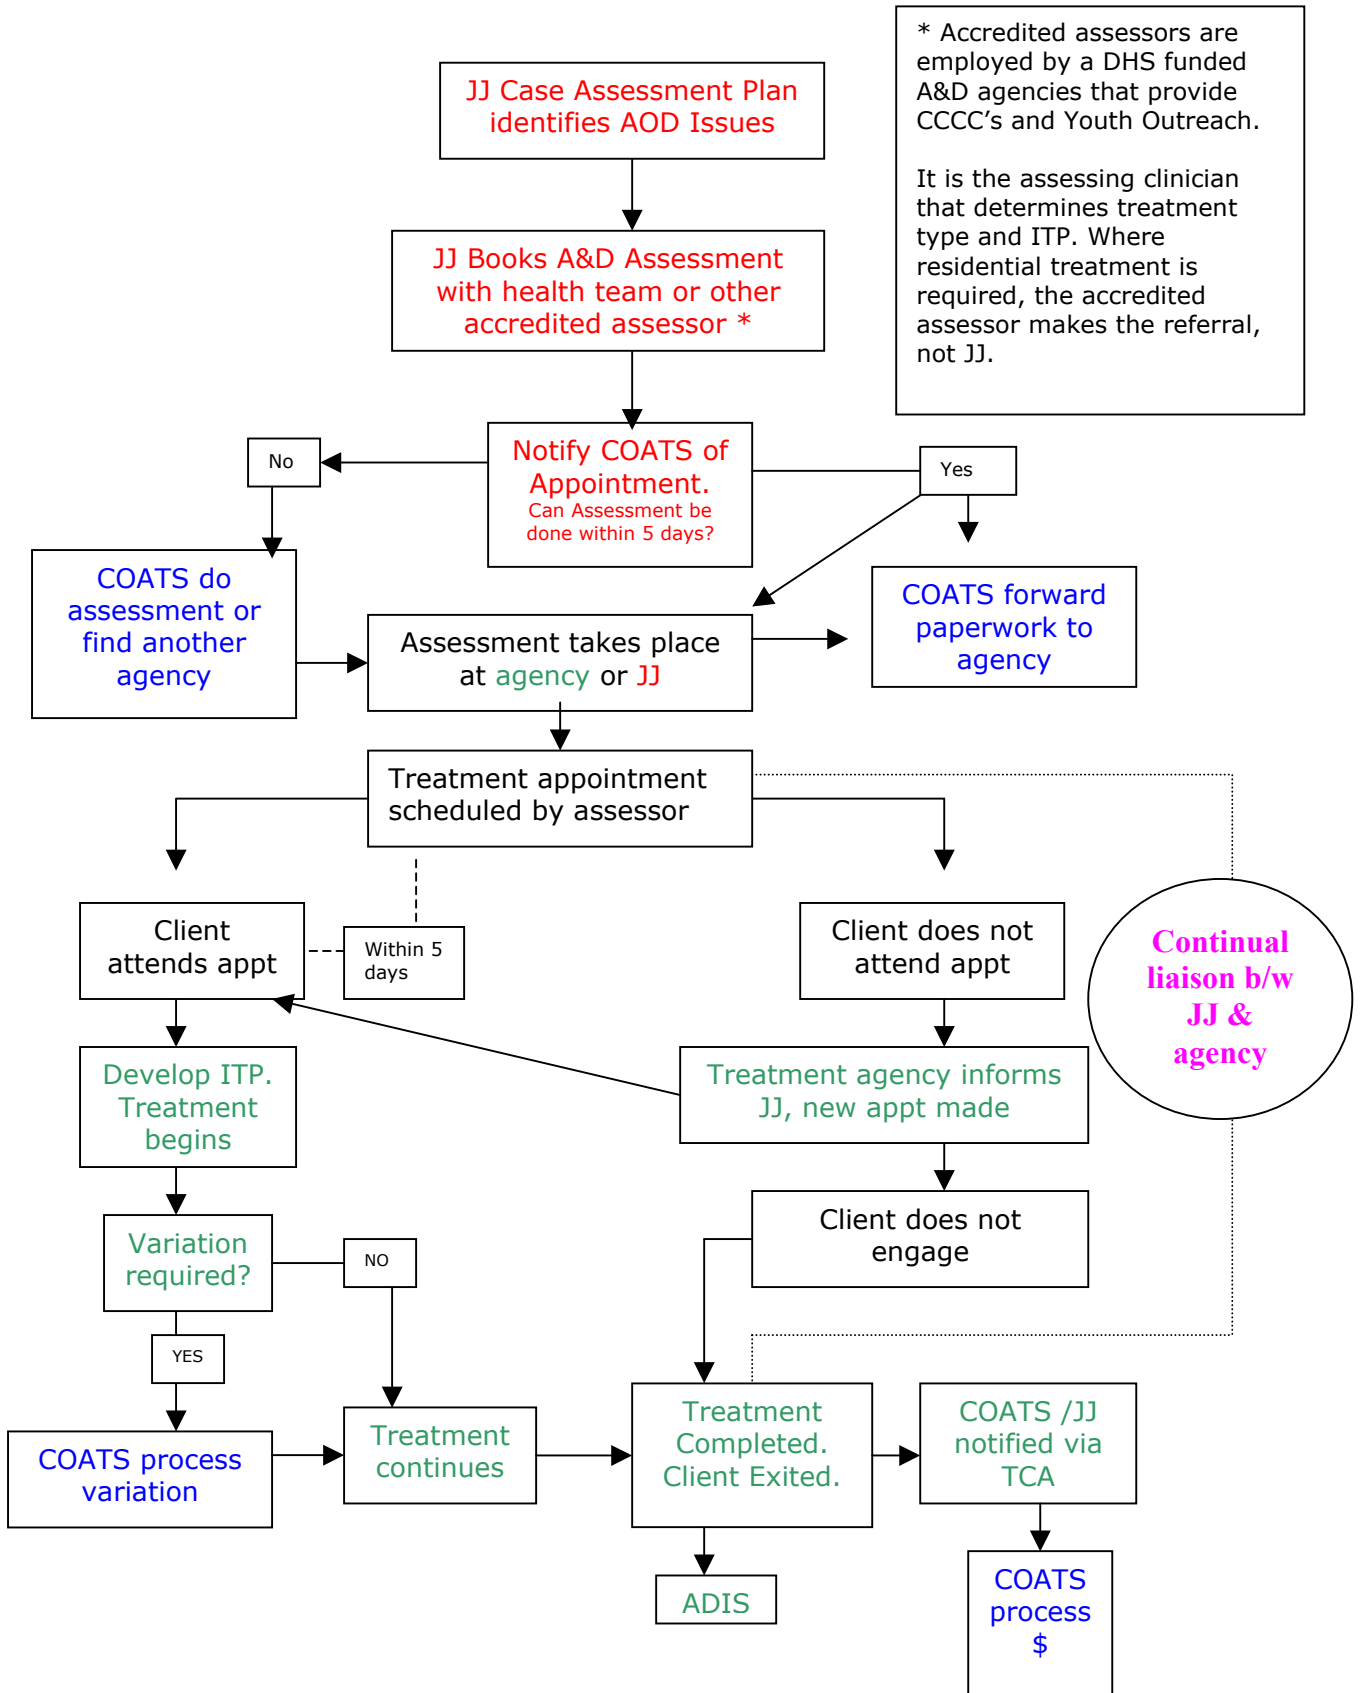 JJ Case Assessment Plan
identifies AOD Issues
* Accredited assessors are
employed by a DHS funded
A&D agencies that provide
CCCC's and Youth Outreach.
It is the assessing clinician
that determines treatment
type and ITP. Where
residential treatment is
required, the accredited
assessor makes the referral,
not JJ.
JJ Books A&D Assessment
with health team or other
accredited assessor *
No
Notify COATS of
Appointment.
Can Assessment be
done within 5 days?
Yes
COATS do
assessment or
find another
agency
Assessment takes place
at agency or JJ
COATS forward
paperwork to
agency
Treatment appointment
scheduled by assessor
Client
attends appt
Within 5
days
Client does not
attend appt
Continual
liaison b/w
JJ &
agency
Develop ITP.
Treatment
begins
Treatment agency informs
JJ, new appt made
Variation
required?
NO
Client does not
engage
YES
COATS process
variation
Treatment
continues
Treatment
Completed.
Client Exited.
COATS /JJ
notified via
TCA
ADIS
COATS
process
$